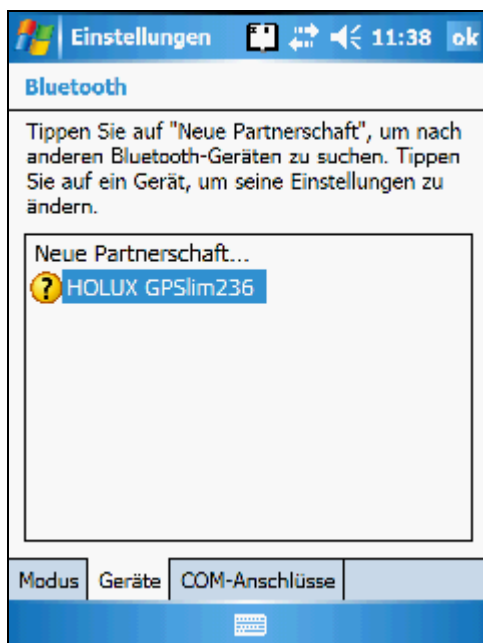 Einstellungen 11:38 ok
Bluetooth
Tippen Sie auf "Neue Partnerschaft", um nach
anderen Bluetooth-Geräten zu suchen. Tippen
Sie auf ein Gerät, um seine Einstellungen zu
ändern.
Neue Partnerschaft...
? HOLUX GPSlim236
Modus Geräte COM-Anschlüsse